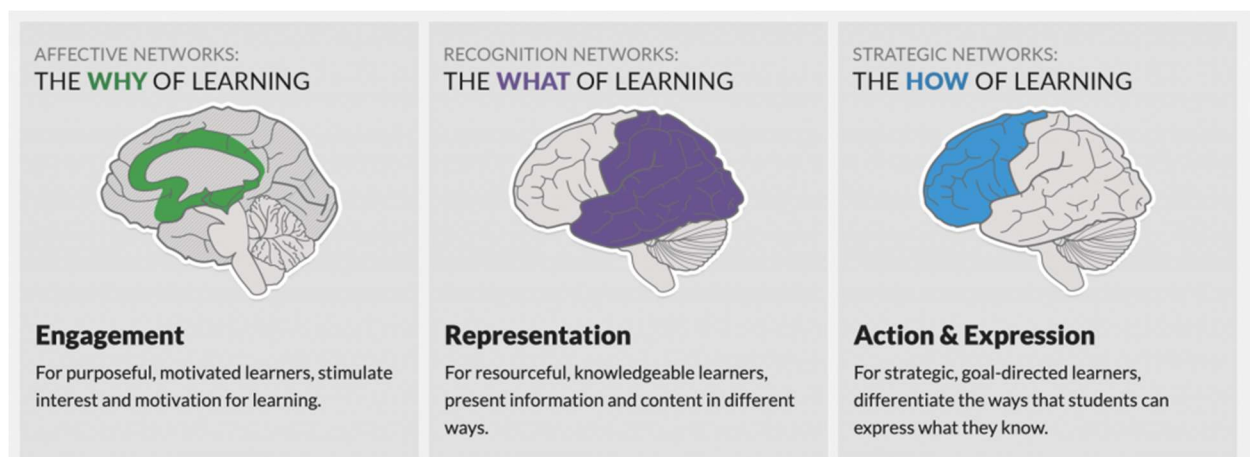 AFFECTIVE NETWORKS:
THE WHY OF LEARNING
Engagement
For purposeful, motivated learners, stimulate
interest and motivation for learning.
RECOGNITION NETWORKS:
THE WHAT OF LEARNING
Representation
For resourceful, knowledgeable learners,
present information and content in different
ways.
STRATEGIC NETWORKS:
THE HOW OF LEARNING
Action & Expression
For strategic, goal-directed learners,
differentiate the ways that students can
express what they know.